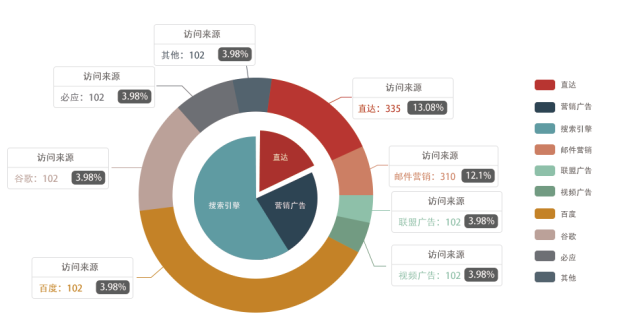 访问来源
其他：102 3.98%
访问来源
必应：102 3.98%
访问来源
直达：335 13.08%
访问来源
谷歌：102 3.98%
访问来源
邮件营销：310 12.1%
访问来源
联盟广告：102 3.98%
访问来源
视频广告：102 3.98%
访问来源
百度：102 3.98%
直达
搜索引擎
营销广告
直达
营销广告
搜索引擎
邮件营销
联盟广告
视频广告
百度
谷歌
必应
其他